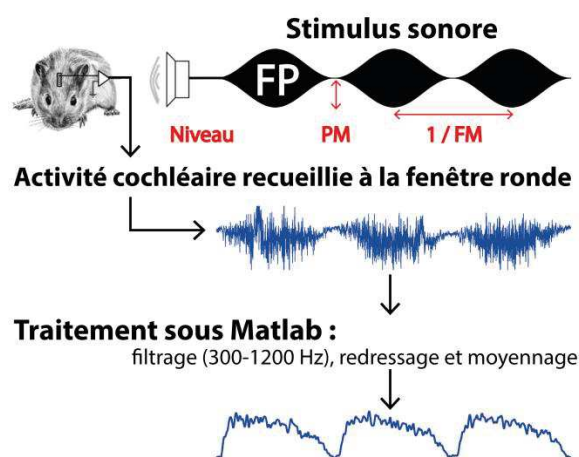 Stimulus sonore
FP
Niveau
PM
1 / FM
Activité cochléaire recueillie à la fenêtre ronde
Traitement sous Matlab :
filtrage (300-1200 Hz), redressage et moyennage